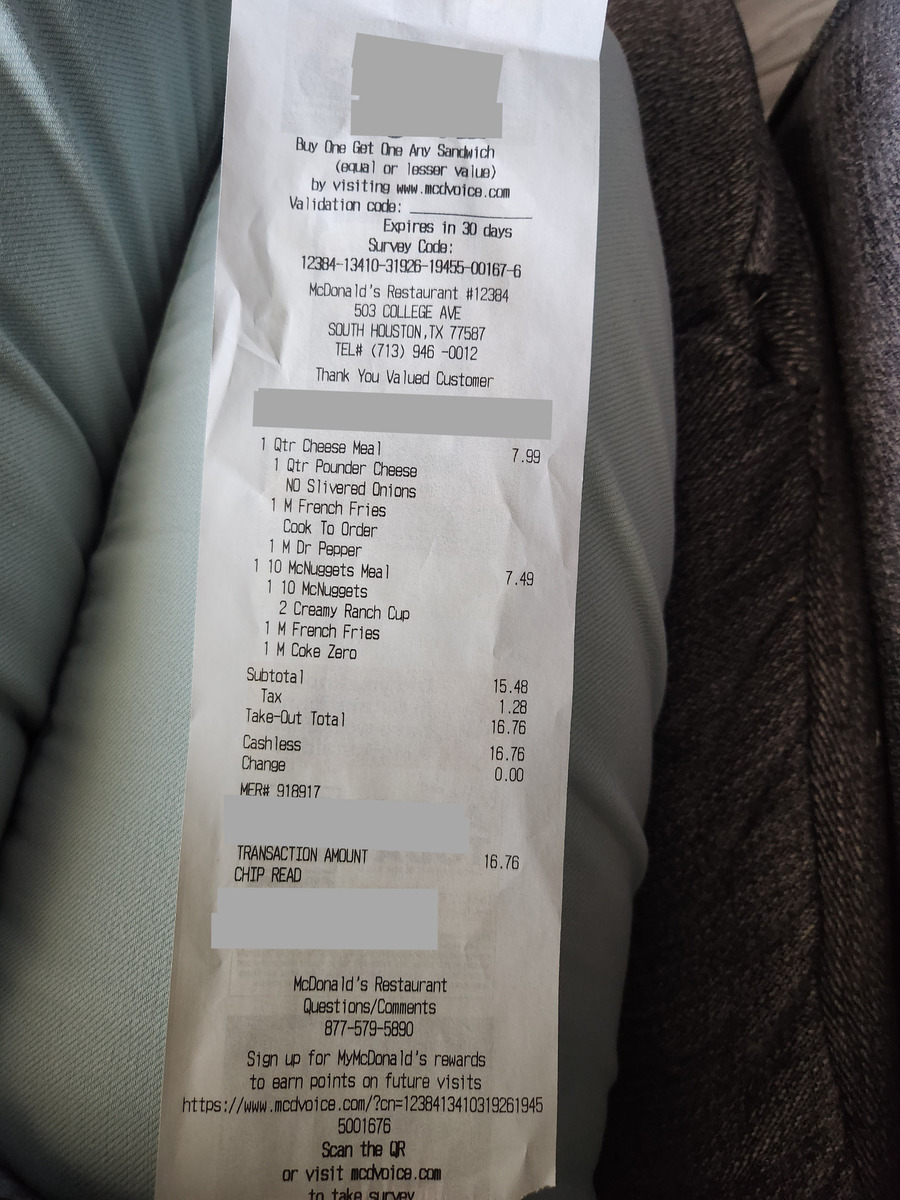 Buy One Get One Any Sandwich
(equal or lesser value)
by visiting www.mcdvoice.com
Validation code: ____________
Expires in 30 days
Survey Code:
12384-13410-31926-19455-00167-6
McDonald's Restaurant #12384
503 COLLEGE AVE
SOUTH HOUSTON,TX 77587
TEL# (713) 946 -0012
Thank You Valued Customer
1 Qtr Cheese Meal 7.99
1 Qtr Pounder Cheese
NO Slivered Onions
1 M French Fries
Cook To Order
1 M Dr Pepper
1 10 McNuggets Meal 7.49
1 10 McNuggets
2 Creamy Ranch Cup
1 M French Fries
1 M Coke Zero
Subtotal 15.48
Tax 1.28
Take-Out Total 16.76
Cashless 16.76
Change 0.00
MER# 918917
TRANSACTION AMOUNT 16.76
CHIP READ
McDonald's Restaurant
Questions/Comments
877-579-5890
Sign up for MyMcDonald's rewards
to earn points on future visits
https://www.mcdvoice.com/?cn=1238413410319261945
5001676
Scan the QR
or visit mcdvoice.com
to take survey